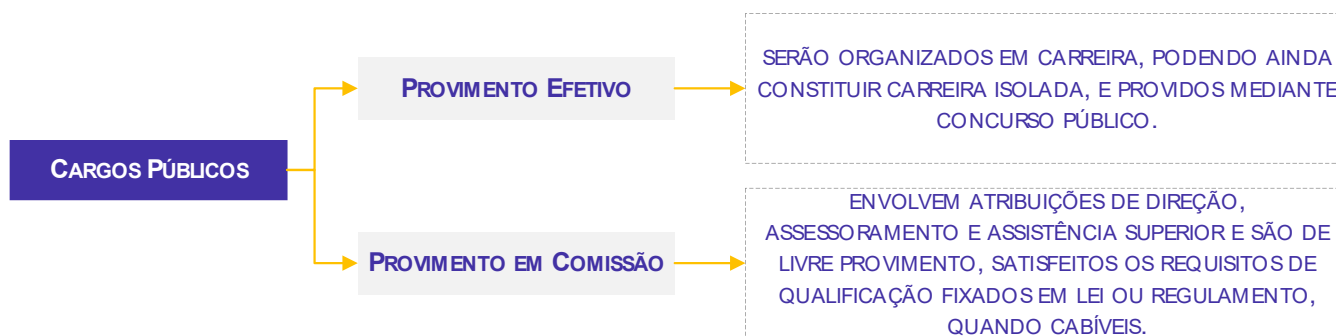 CARGOS PÚBLICOS
PROVIMENTO EFETIVO
SERÃO ORGANIZADOS EM CARREIRA, PODENDO AINDA
CONSTITUIR CARREIRA ISOLADA, E PROVIDOS MEDIANTE
CONCURSO PÚBLICO.
PROVIMENTO EM COMISSÃO
ENVOLVEM ATRIBUIÇÕES DE DIREÇÃO,
ASSESSORAMENTO E ASSISTÊNCIA SUPERIOR E SÃO DE
LIVRE PROVIMENTO, SATISFEITOS OS REQUISITOS DE
QUALIFICAÇÃO FIXADOS EM LEI OU REGULAMENTO,
QUANDO CABÍVEIS.